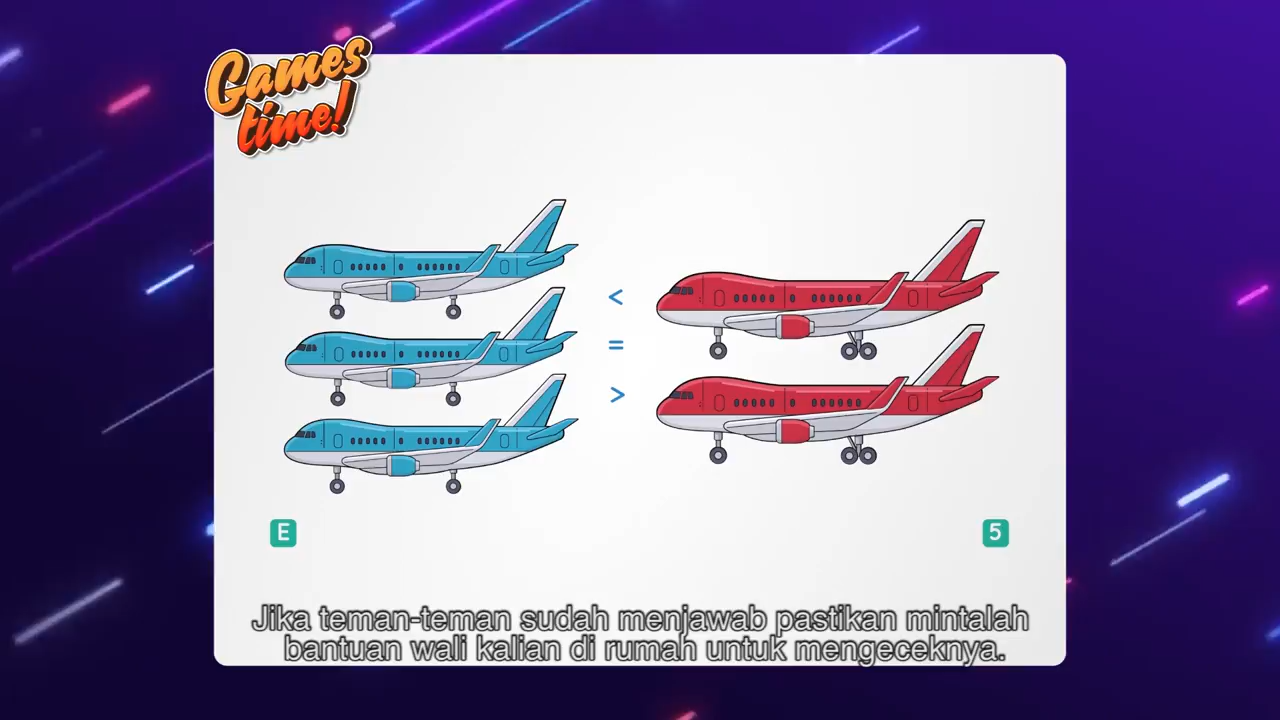 Games
time!
<
=
>
E
5
Jika teman-teman sudah menjawab pastikan mintalah
bantuan wali kalian di rumah untuk mengeceknya.